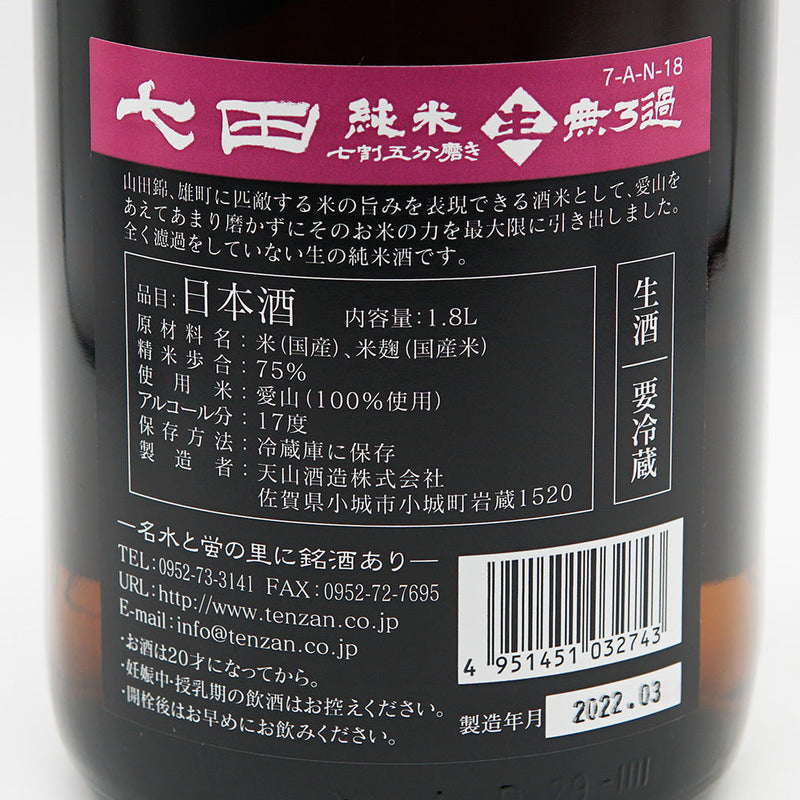 7-A-N-18
七田 純米 生 無ろ過
七割五分磨き
山田錦、雄町に匹敵する米の旨みを表現できる酒米として、愛山を
あえてあまり磨かずにそのお米の力を最大限に引き出しました。
全く濾過をしていない生の純米酒です。
品目：日本酒 内容量：1.8L
原材料名：米（国産）、米麹（国産米）
精米歩合：75%
使用米：愛山（100%使用）
アルコール分：17度
保存方法：冷蔵庫に保存
製造者：天山酒造株式会社
佐賀県小城市小城町岩蔵1520
生酒｜要冷蔵
—名水と蛍の里に銘酒あり—
TEL：0952-73-3141 FAX：0952-72-7695
URL：http://www.tenzan.co.jp
E-mail：info@tenzan.co.jp
・お酒は20才になってから。
・妊娠中・授乳期の飲酒はお控えください。
・開栓後はお早めにお飲みください。
4 951451 032743
製造年月 2022.03